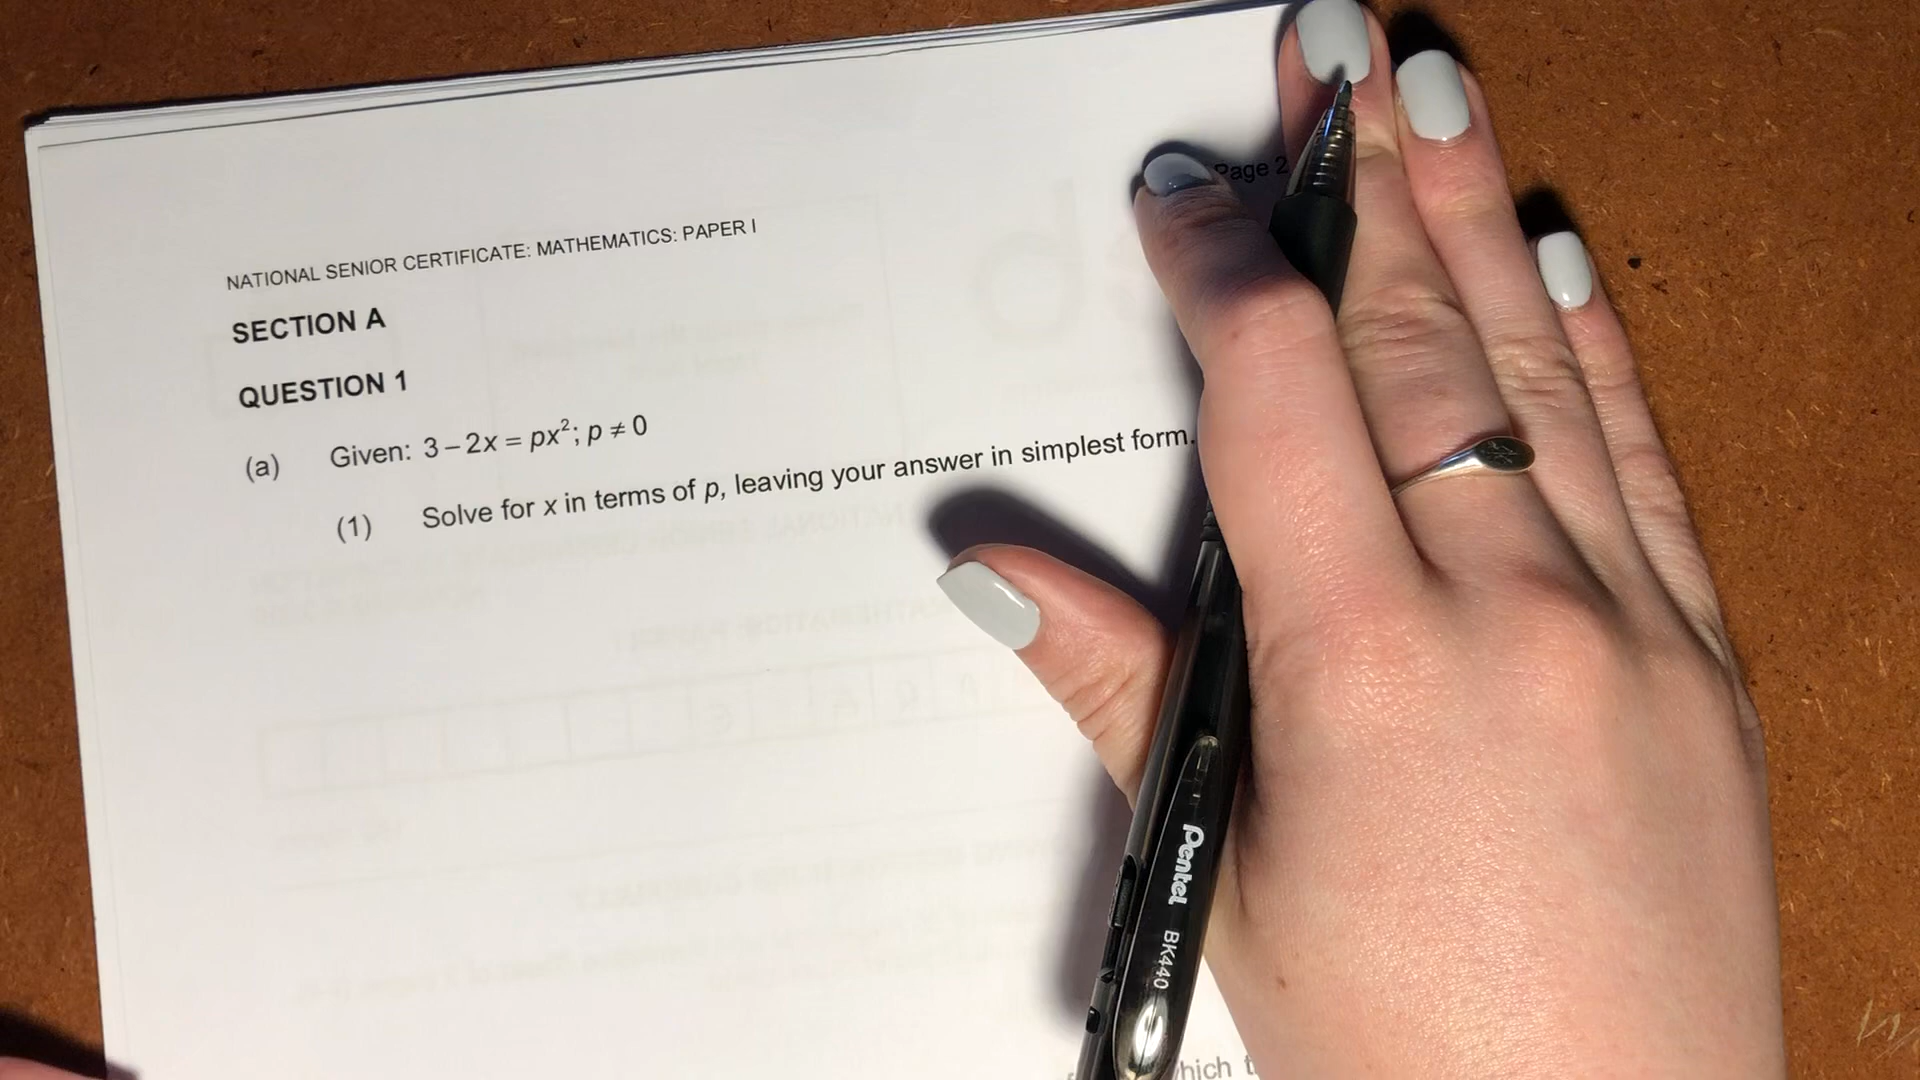 Page 2
NATIONAL SENIOR CERTIFICATE: MATHEMATICS: PAPER I
SECTION A
QUESTION 1
(a) Given: 3 – 2x = px²; p ≠ 0
(1) Solve for x in terms of p, leaving your answer in simplest form.
Pentel BK440